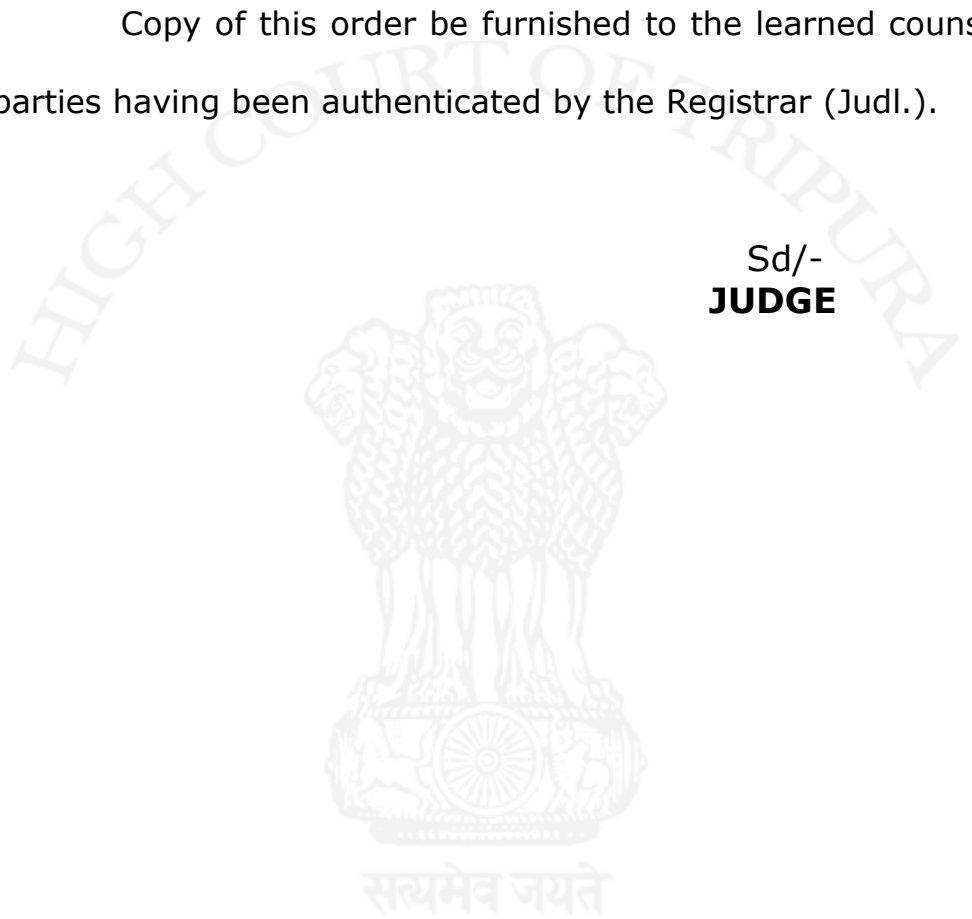 Copy of this order be furnished to the learned
parties having been authenticated by the Registrar (Judl.).
HIGH COURT OF TRIPURA
Sd/-
JUDGE
सत्यमेव जयते